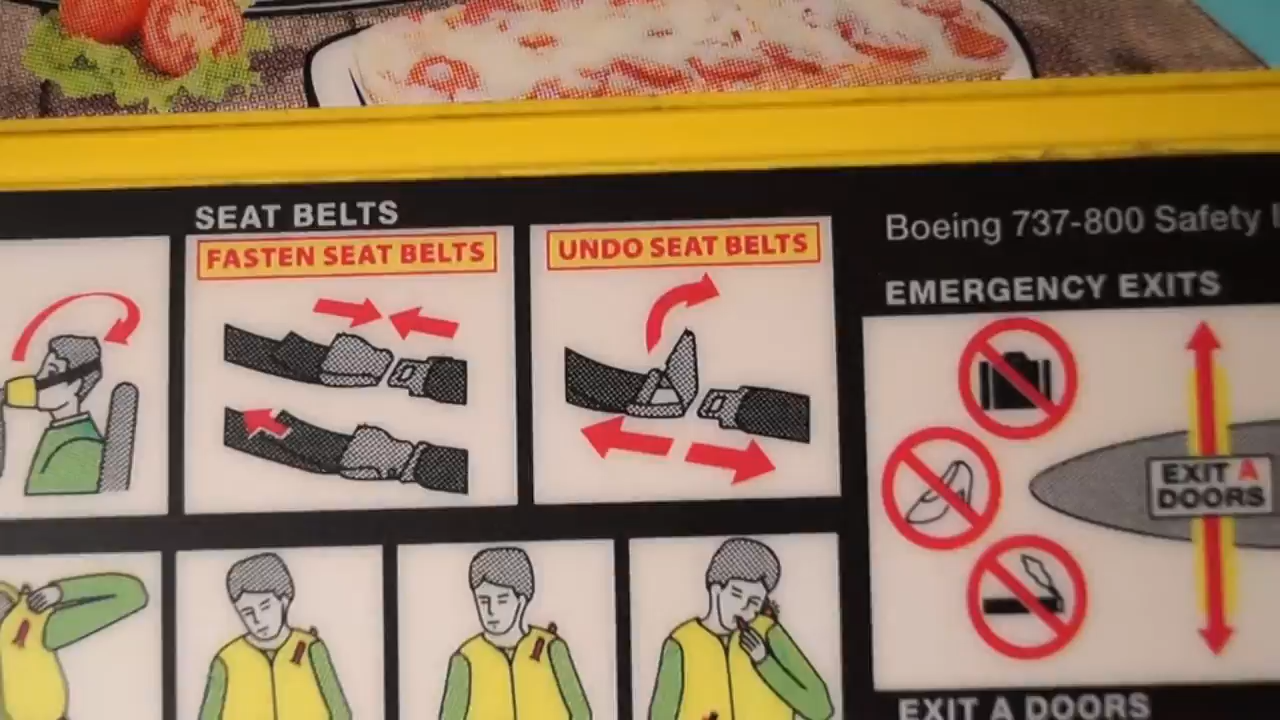 SEAT BELTS
FASTEN SEAT BELTS
UNDO SEAT BELTS
Boeing 737-800 Safety
EMERGENCY EXITS
EXIT A
DOORS
EXIT A DOORS